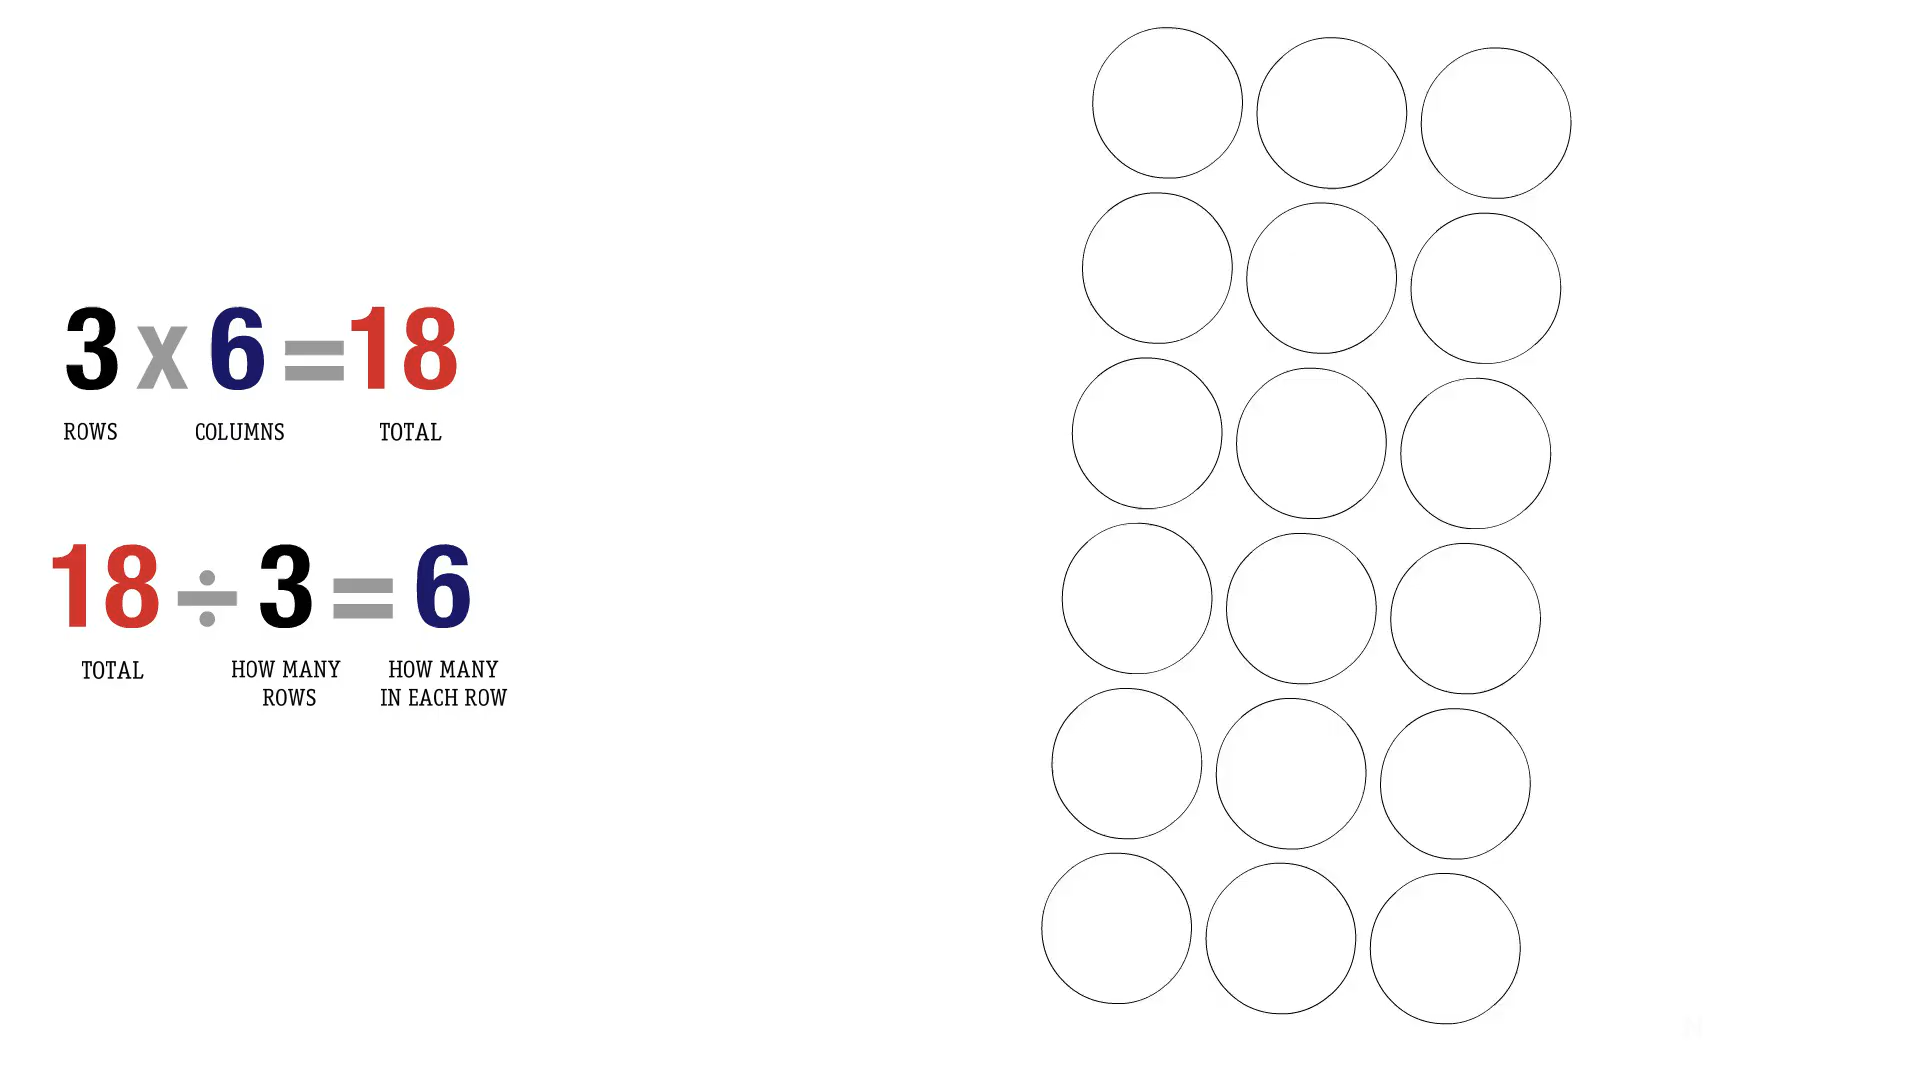 3 x 6 = 18
ROWS COLUMNS TOTAL
18 ÷ 3 = 6
TOTAL HOW MANY HOW MANY
ROWS IN EACH ROW